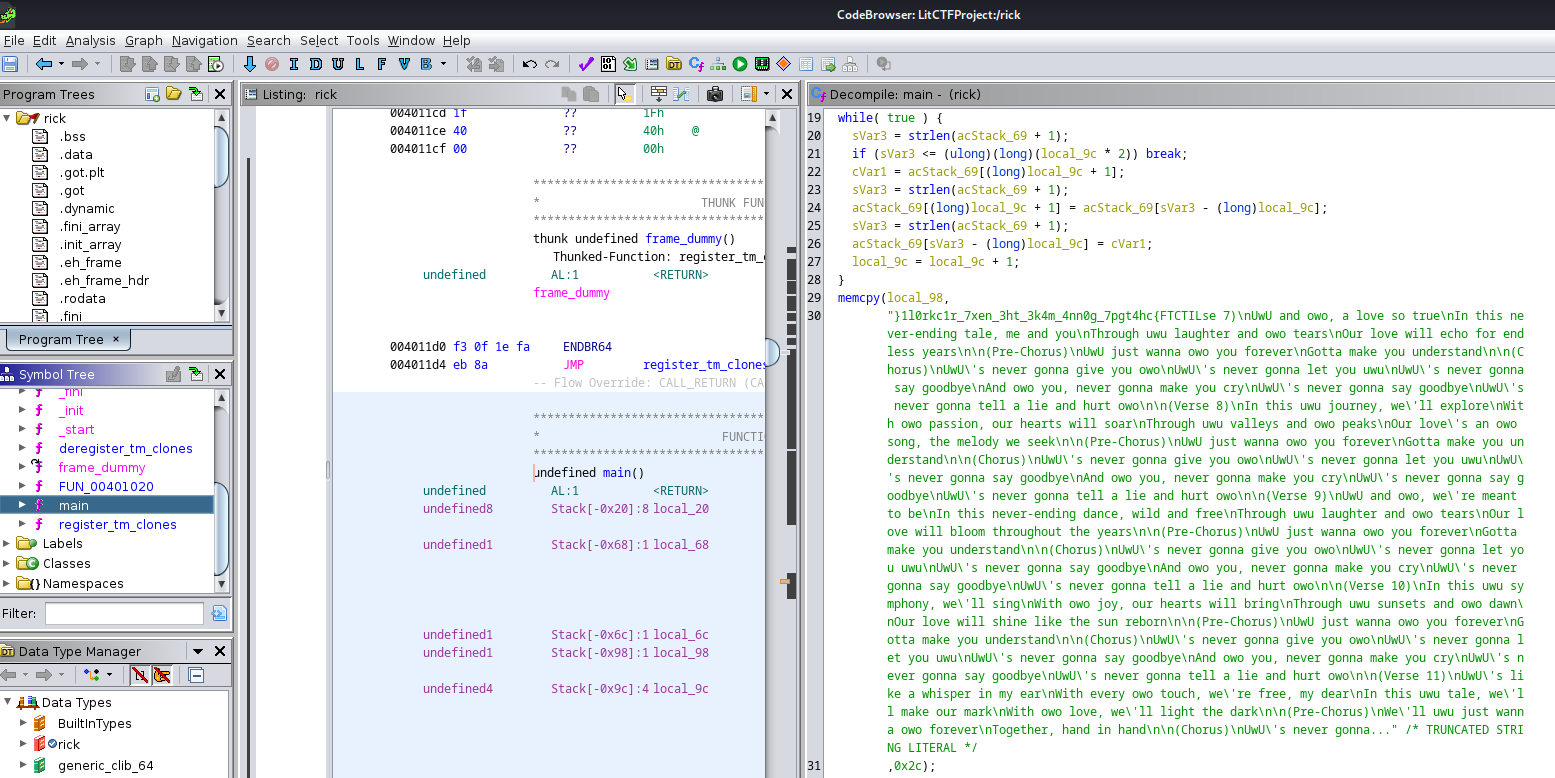 CodeBrowser: LitCTFProject:/rick
File Edit Analysis Graph Navigation Search Select Tools Window Help
I D U L F V B
Program Trees
rick
.bss
.data
.got.plt
.got
.dynamic
.fini_array
.init_array
.eh_frame
.eh_frame_hdr
.rodata
.fini
Program Tree ×
Symbol Tree
f _fini
f _init
f _start
f deregister_tm_clones
f frame_dummy
f FUN_00401020
f main
f register_tm_clones
Labels
Classes
{} Namespaces
Filter:
Data Type Manager
Data Types
BuiltInTypes
rick
generic_clib_64
Listing: rick
004011cd 1f ?? 1Fh
004011ce 40 ?? 40h @
004011cf 00 ?? 00h
********************************
* THUNK FUN
********************************
thunk undefined frame_dummy()
Thunked-Function: register_tm_c
undefined AL:1 <RETURN>
frame_dummy
004011d0 f3 0f 1e fa ENDBR64
004011d4 eb 8a JMP register_tm_clones
-- Flow Override: CALL_RETURN (CA
********************************
* FUNCTI
********************************
undefined main()
undefined AL:1 <RETURN>
undefined8 Stack[-0x20]:8 local_20
undefined1 Stack[-0x68]:1 local_68
undefined1 Stack[-0x6c]:1 local_6c
undefined1 Stack[-0x98]:1 local_98
undefined4 Stack[-0x9c]:4 local_9c
Decompile: main - (rick)
19 while( true ) {
20 sVar3 = strlen(acStack_69 + 1);
21 if (sVar3 <= (ulong)(long)(local_9c * 2)) break;
22 cVar1 = acStack_69[(long)local_9c + 1];
23 sVar3 = strlen(acStack_69 + 1);
24 acStack_69[(long)local_9c + 1] = acStack_69[sVar3 - (long)local_9c];
25 sVar3 = strlen(acStack_69 + 1);
26 acStack_69[sVar3 - (long)local_9c] = cVar1;
27 local_9c = local_9c + 1;
28 }
29 memcpy(local_98,
30 "}1l0rkc1r_7xen_3ht_3k4m_4nn0g_7pgt4hc{FTCTILse 7)\nUwU and owo, a love so true\nIn this ne
ver-ending tale, me and you\nThrough uwu laughter and owo tears\nOur love will echo for end
less years\n\n(Pre-Chorus)\nUwU just wanna owo you forever\nGotta make you understand\n\n(C
horus)\nUwU\'s never gonna give you owo\nUwU\'s never gonna let you uwu\nUwU\'s never gonna
say goodbye\nAnd owo you, never gonna make you cry\nUwU\'s never gonna say goodbye\nUwU\'s
never gonna tell a lie and hurt owo\n\n(Verse 8)\nIn this uwu journey, we\'ll explore\nWit
h owo passion, our hearts will soar\nThrough uwu valleys and owo peaks\nOur love\'s an owo
song, the melody we seek\n\n(Pre-Chorus)\nUwU just wanna owo you forever\nGotta make you un
derstand\n\n(Chorus)\nUwU\'s never gonna give you owo\nUwU\'s never gonna let you uwu\nUwU\
's never gonna say goodbye\nAnd owo you, never gonna make you cry\nUwU\'s never gonna say g
oodbye\nUwU\'s never gonna tell a lie and hurt owo\n\n(Verse 9)\nUwU and owo, we\'re meant
to be\nIn this never-ending dance, wild and free\nThrough uwu laughter and owo tears\nOur l
ove will bloom throughout the years\n\n(Pre-Chorus)\nUwU just wanna owo you forever\nGotta
make you understand\n\n(Chorus)\nUwU\'s never gonna give you owo\nUwU\'s never gonna let yo
u uwu\nUwU\'s never gonna say goodbye\nAnd owo you, never gonna make you cry\nUwU\'s never
gonna say goodbye\nUwU\'s never gonna tell a lie and hurt owo\n\n(Verse 10)\nIn this uwu sy
mphony, we\'ll sing\nWith owo joy, our hearts will bring\nThrough uwu sunsets and owo dawn\
nOur love will shine like the sun reborn\n\n(Pre-Chorus)\nUwU just wanna owo you forever\nG
otta make you understand\n\n(Chorus)\nUwU\'s never gonna give you owo\nUwU\'s never gonna l
et you uwu\nUwU\'s never gonna say goodbye\nAnd owo you, never gonna make you cry\nUwU\'s n
ever gonna say goodbye\nUwU\'s never gonna tell a lie and hurt owo\n\n(Verse 11)\nUwU\'s li
ke a whisper in my ear\nWith every owo touch, we\'re free, my dear\nIn this uwu tale, we\'l
l make our mark\nWith owo love, we\'ll light the dark\n\n(Pre-Chorus)\nWe\'ll uwu just wann
a owo forever\nTogether, hand in hand\n\n(Chorus)\nUwU\'s never gonna..." /* TRUNCATED STRI
NG LITERAL */
31 ,0x2c);